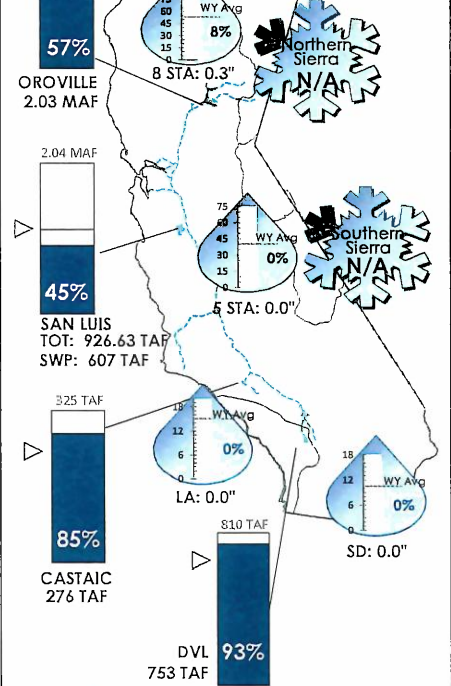 75
60
45
30
15
0
WY Avg
8%
8 STA: 0.3"
Northern
Sierra
N/A
57%
OROVILLE
2.03 MAF
2.04 MAF
45%
SAN LUIS
TOT: 926.63 TAF
SWP: 607 TAF
75
60
45
30
15
0
WY Avg
0%
5 STA: 0.0"
Southern
Sierra
N/A
325 TAF
85%
CASTAIC
276 TAF
18
12
6
0
WY Avg
0%
LA: 0.0"
18
12
6
0
WY Avg
0%
SD: 0.0"
810 TAF
93%
DVL
753 TAF